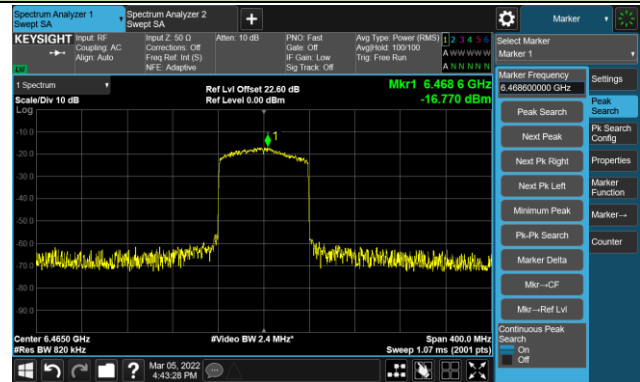 Spectrum Analyzer 1
Swept SA
Spectrum Analyzer 2
Swept SA
Marker
KEYSIGHT
Input: RF
Coupling: AC
Align: Auto
Input Z: 50 Ω
Corrections: Off
Freq Ref: Int (S)
NFE: Adaptive
Atten: 10 dB
PNO: Fast
Gate: Off
IF Gain: Low
Sig Track: Off
Avg Type: Power (RMS)
Avg|Hold: 100/100
Trig: Free Run
1 2 3 4 5 6
A W W W W W
A N N N N N
Select Marker
Marker 1
1 Spectrum
Scale/Div 10 dB
Ref Lvl Offset 22.60 dB
Ref Level 0.00 dBm
Mkr1 6.468 6 GHz
-16.770 dBm
Log
-10.0
-20.0
-30.0
-40.0
-50.0
-60.0
-70.0
-80.0
-90.0
1
Marker Frequency
6.468600000 GHz
Peak Search
Next Peak
Next Pk Right
Next Pk Left
Minimum Peak
Pk-Pk Search
Marker Delta
Mkr→CF
Mkr→Ref Lvl
Continuous Peak
Search
On
Off
Settings
Peak
Search
Pk Search
Config
Properties
Marker
Function
Marker→
Counter
Center 6.4650 GHz
#Res BW 820 kHz
#Video BW 2.4 MHz*
Span 400.0 MHz
Sweep 1.07 ms (2001 pts)
Mar 05, 2022
4:43:28 PM